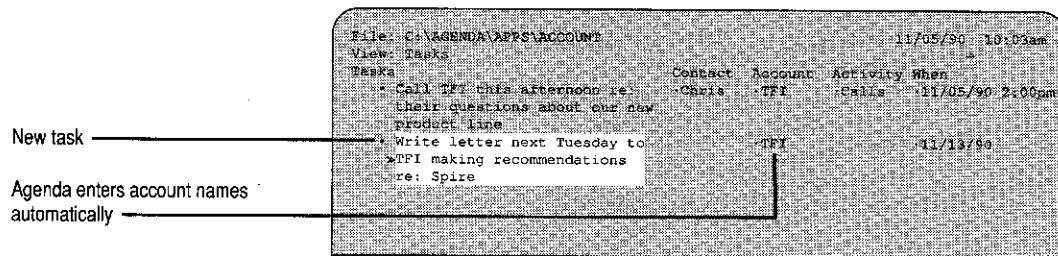 File: C:\AGENDA\APPS\ACCOUNT 11/05/90 10:03am
View: Tasks
Tasks Contact Account Activity When
• Call TFI this afternoon re: ·Chris ·TFI ·Calls ·11/05/90 2:00pm
their questions about our new
product line
New task
• Write letter next Tuesday to ·TFI ·11/13/90
»TFI making recommendations
re: Spire
Agenda enters account names
automatically